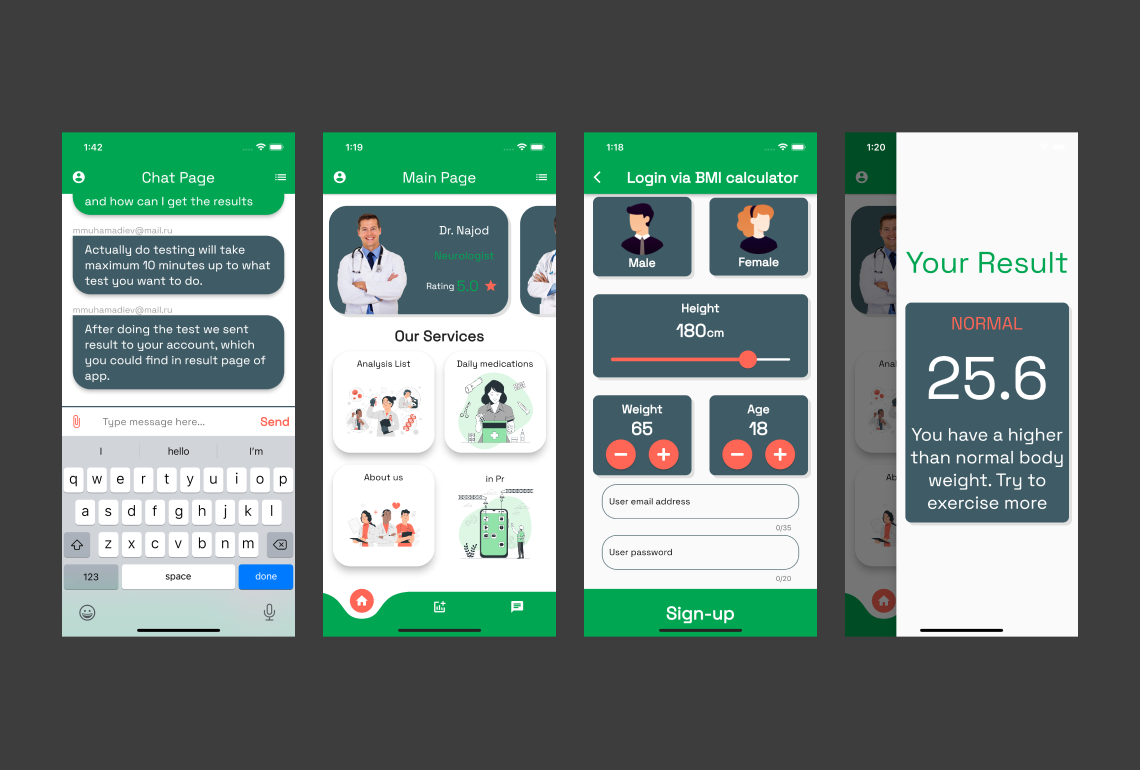 1:42
Chat Page
and how can I get the results
mmuhamadiev@mail.ru
Actually do testing will take
maximum 10 minutes up to what
test you want to do.
mmuhamadiev@mail.ru
After doing the test we sent
result to your account, which
you could find in result page of
app.
Type message here...
Send
I
hello
I'm
q w e r t y u i o p
a s d f g h j k l
z x c v b n m
123
space
done
1:19
Main Page
Dr. Najod
Neurologist
Rating 5.0
Our Services
Analysis List
Daily medications
About us
in Pr
1:18
Login via BMI calculator
Male
Female
Height
180cm
Weight
65
Age
18
User email address
0/35
User password
0/20
Sign-up
1:20
Anal
Ab
Your Result
NORMAL
25.6
You have a higher
than normal body
weight. Try to
exercise more